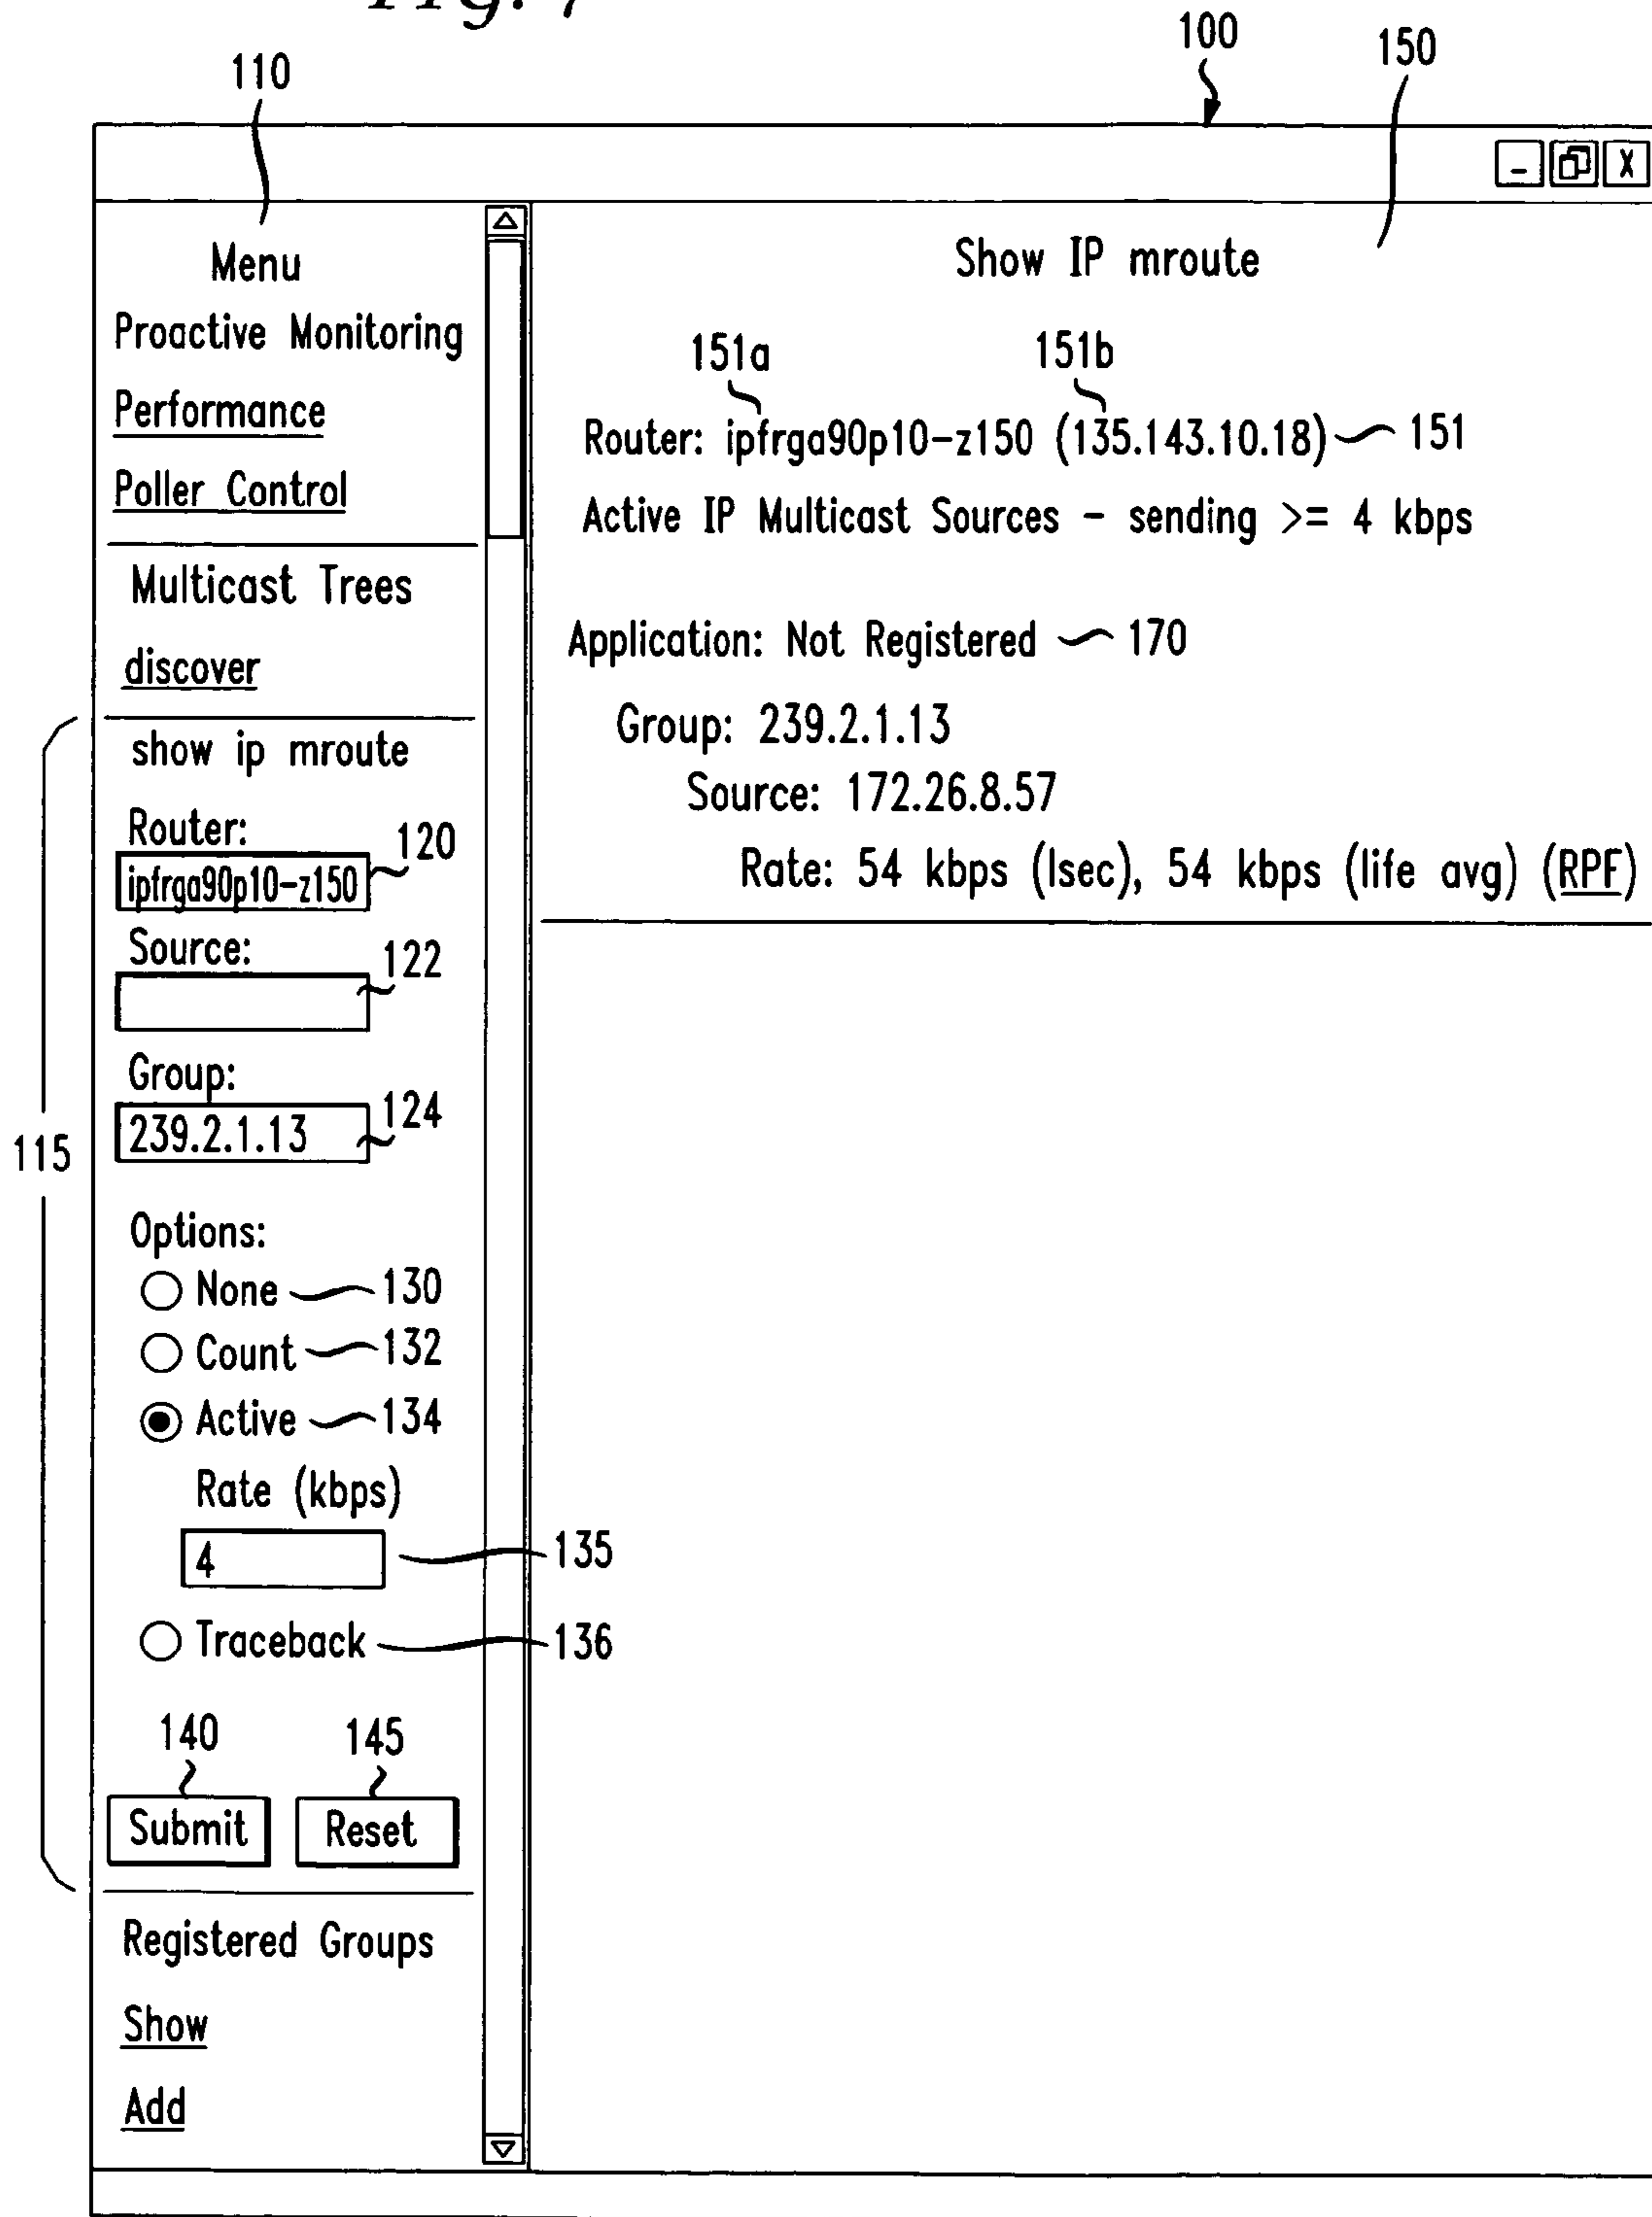 100
150
110
_
X
Menu
Proactive Monitoring
Performance
Poller Control
Multicast Trees
discover
115
show ip mroute
Router:
120
ipfrga90p10-z150
Source:
122
Group:
124
239.2.1.13
Options:
None 130
Count 132
Active 134
Rate (kbps)
4 135
Traceback 136
140 145
Submit Reset
Registered Groups
Show
Add
Show IP mroute
151a 151b
Router: ipfrga90p10-z150 (135.143.10.18) 151
Active IP Multicast Sources - sending >= 4 kbps
Application: Not Registered 170
Group: 239.2.1.13
Source: 172.26.8.57
Rate: 54 kbps (lsec), 54 kbps (life avg) (RPF)